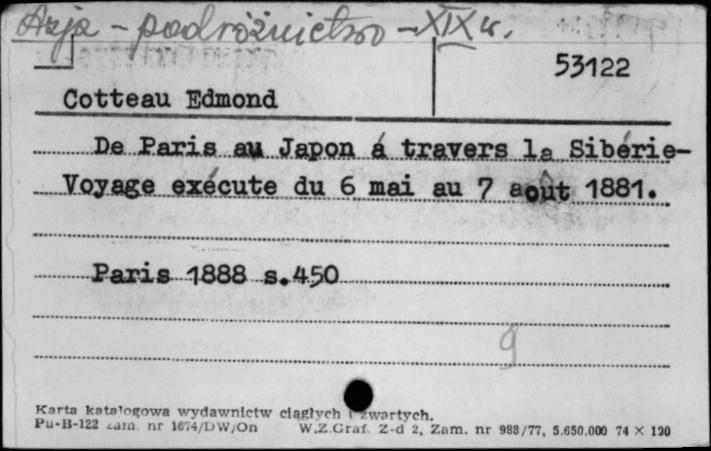 Azja - podróżnictwo - XIX w.
53122
Cotteau Edmond
De Paris au Japon á travers la Sibérie-
Voyage exécute du 6 mai au 7 août 1881.
Paris 1888 s.450
9
Karta katalogowa wydawnictw ciągłych i zwartych.
Pu-B-122 zam. nr 1674/DW/On W.Z.Graf. Z-d 2, Zam. nr 988/77, 5.650.000 74 × 120